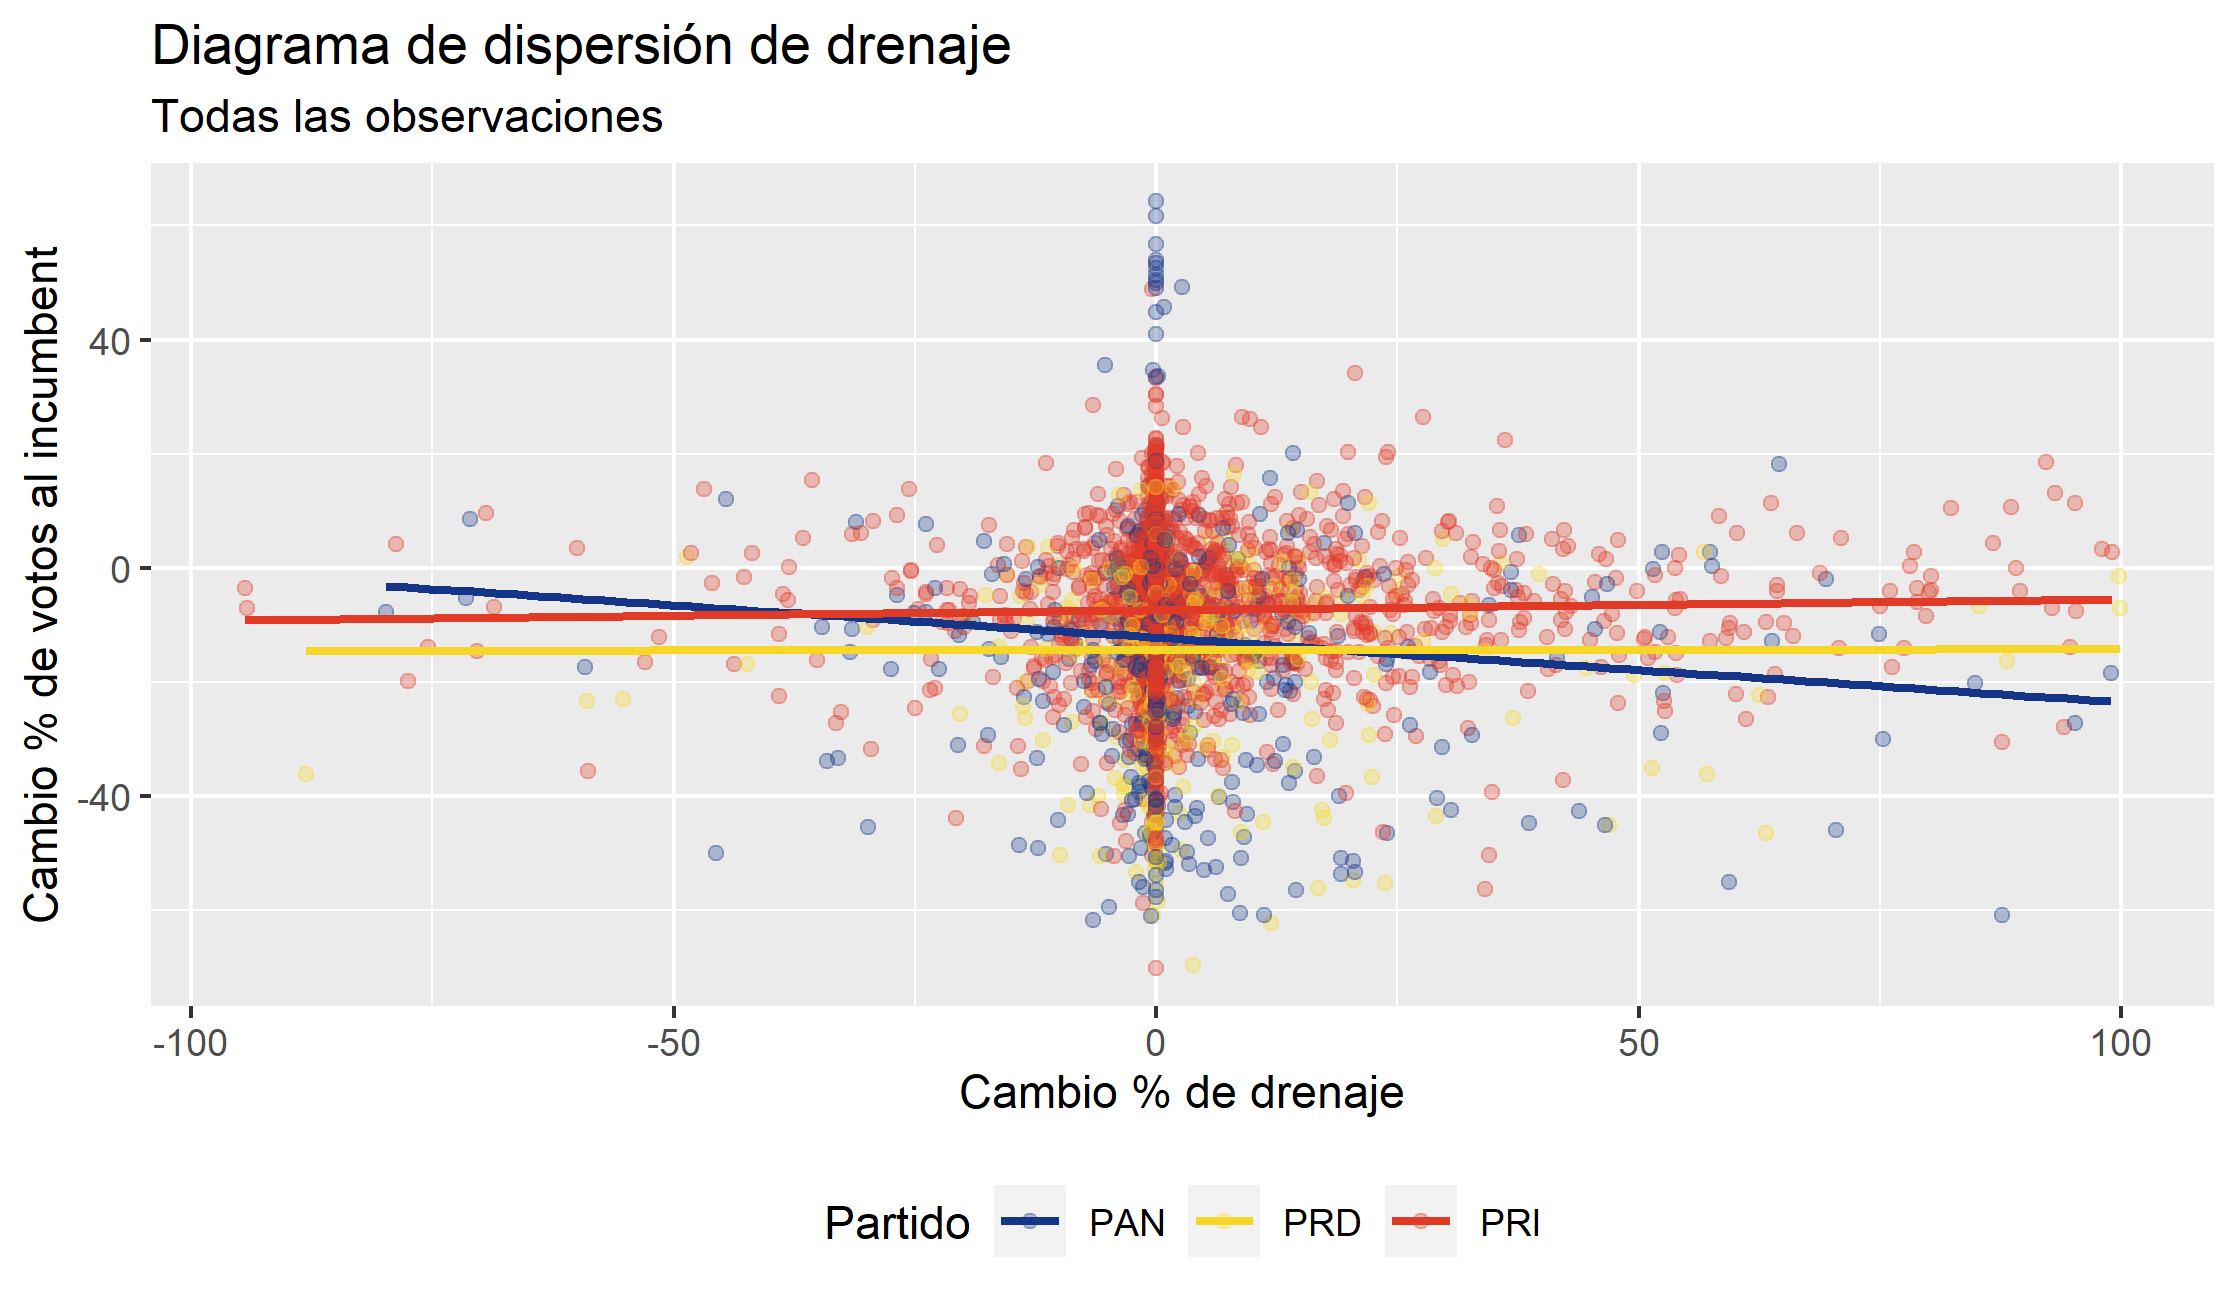 Diagrama de dispersión de drenaje
Todas las observaciones
Cambio % de votos al incumbent
40
0
-40
-100
-50
0
50
100
Cambio % de drenaje
Partido
PAN
PRD
PRI